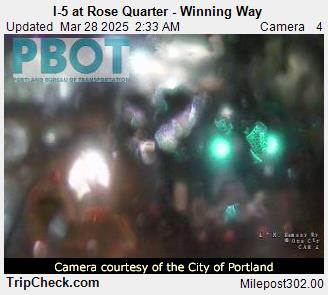 I-5 at Rose Quarter - Winning Way
Updated Mar 28 2025 2:33 AM Camera 4
PBOT
PORTLAND BUREAU OF TRANSPORTATION
Camera courtesy of the City of Portland
TripCheck.com Milepost302.00